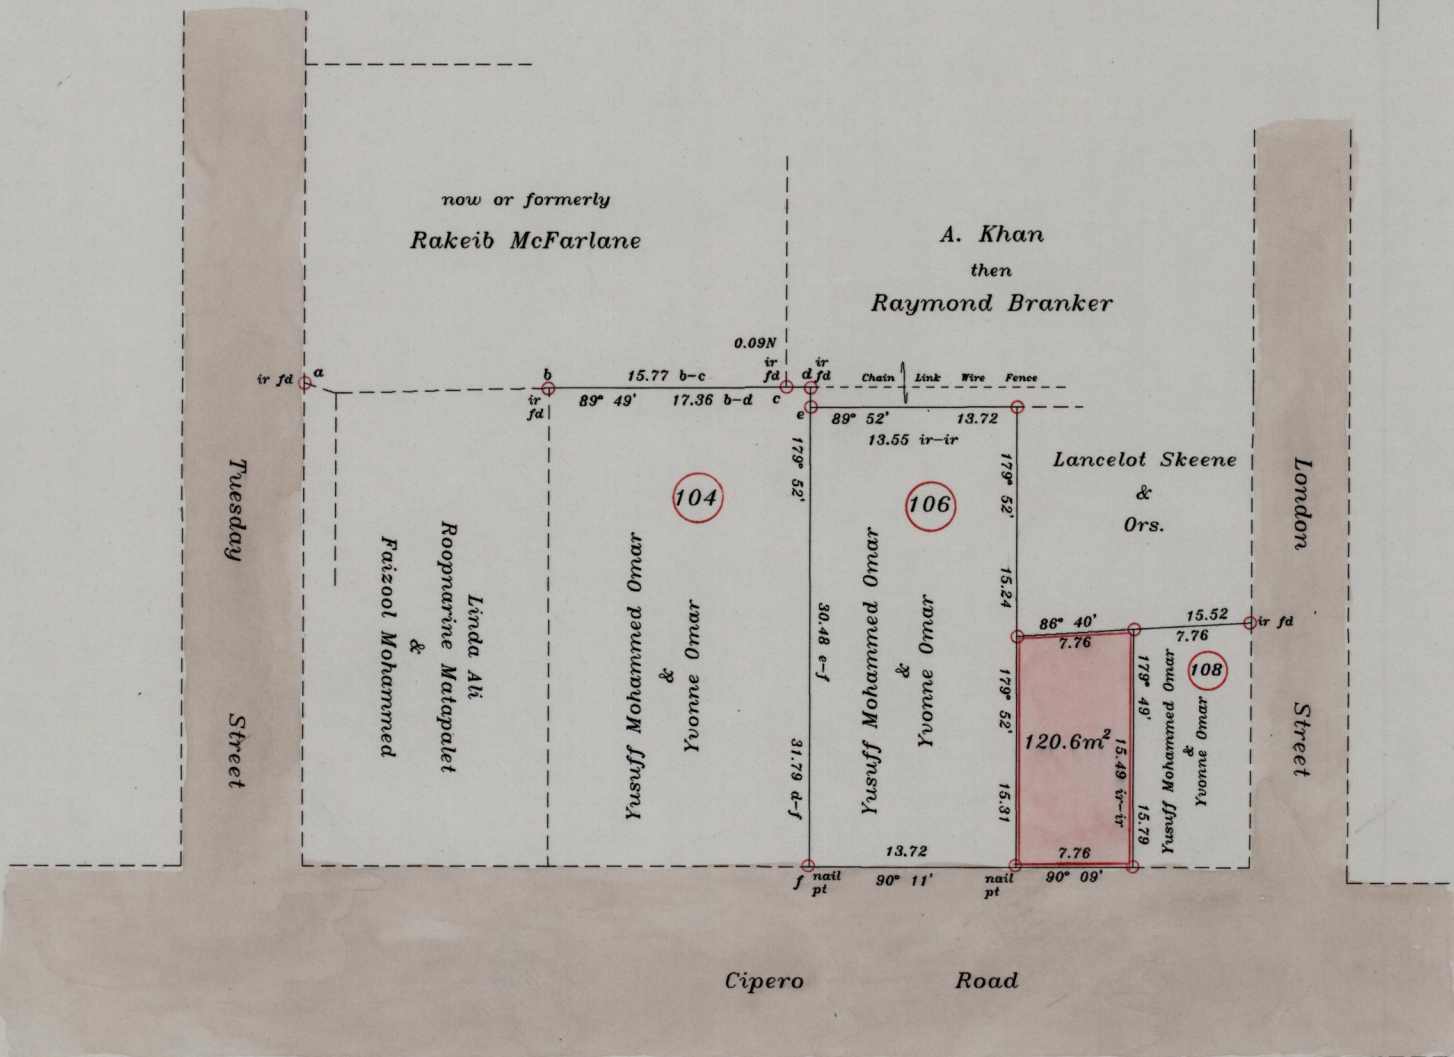 now or formerly
Rakeib McFarlane
A. Khan
then
Raymond Branker
0.09N
ir fd
a
b
ir
fd
15.77 b-c
89° 49'
17.36 b-d
ir
fd
c
d
ir
fd
Chain Link Wire Fence
e
89° 52'
13.72
13.55 ir-ir
179° 52'
179° 52'
Lancelot Skeene
&
Ors.
104
106
Tuesday
Street
London
Street
Linda Ali
Roopnarine Matapalet
&
Faizool Mohammed
Yusuff Mohammed Omar
&
Yvonne Omar
30.48 e-f
31.79 d-f
Yusuff Mohammed Omar
&
Yvonne Omar
15.24
86° 40'
7.76
15.52
7.76
ir fd
108
179° 52'
15.31
120.6m²
15.49 ir-ir
179° 49'
15.79
Yusuff Mohammed Omar
&
Yvonne Omar
13.72
7.76
f
nail
pt
90° 11'
nail
pt
90° 09'
Cipero Road